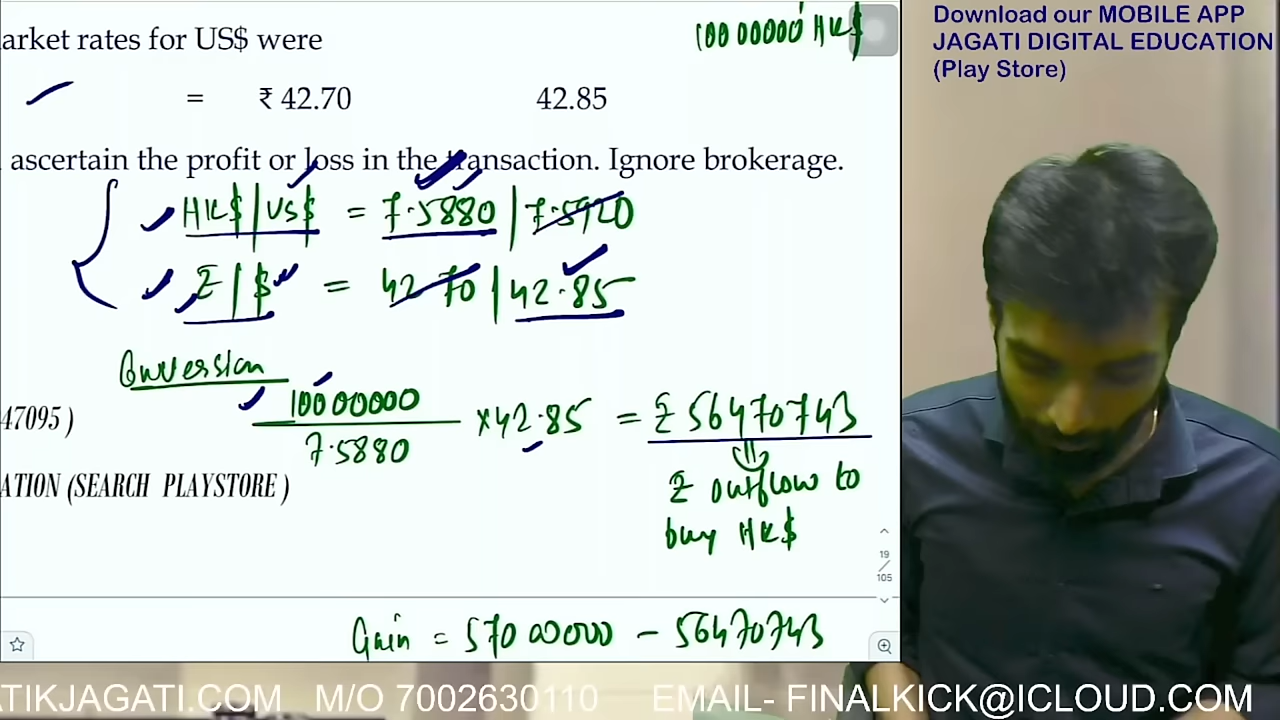 arket rates for US$ were
10000000 HK$
= ₹ 42.70 42.85
ascertain the profit or loss in the transaction. Ignore brokerage.
HK$|US$ = 7.5880 | 7.5920
₹|$ = 42.70 | 42.85
Conversion
10000000
7.5880
×42.85 = ₹ 56470743
₹ outflow to
buy HK$
47095 )
ATION (SEARCH PLAYSTORE )
19
105
Gain = 57000000 - 56470743
Download our MOBILE APP
JAGATI DIGITAL EDUCATION
(Play Store)
TIKJAGATI.COM M/O 7002630110 EMAIL- FINALKICK@ICLOUD.COM